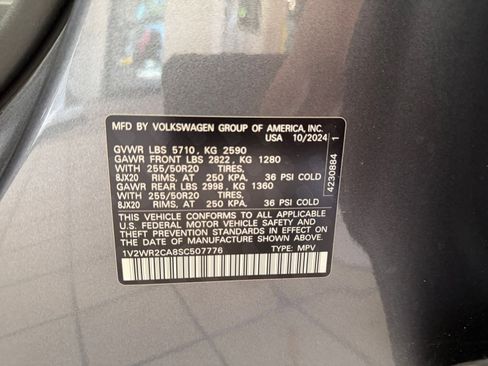 MFD BY VOLKSWAGEN GROUP OF AMERICA, INC.
USA 10/2024
GVWR LBS 5710, KG 2590
GAWR FRONT LBS 2822, KG 1280
WITH 255/50R20 TIRES,
8JX20 RIMS, AT 250 KPA, 36 PSI COLD
GAWR REAR LBS 2998, KG 1360
WITH 255/50R20 TIRES,
8JX20 RIMS, AT 250 KPA, 36 PSI COLD
THIS VEHICLE CONFORMS TO ALL APPLICABLE
U.S. FEDERAL MOTOR VEHICLE SAFETY AND THEFT
PREVENTION STANDARDS IN EFFECT ON THE DATE
OF MANUFACTURE SHOWN ABOVE.
1V2WR2CA8SC507776 TYPE: MPV
4230884 1